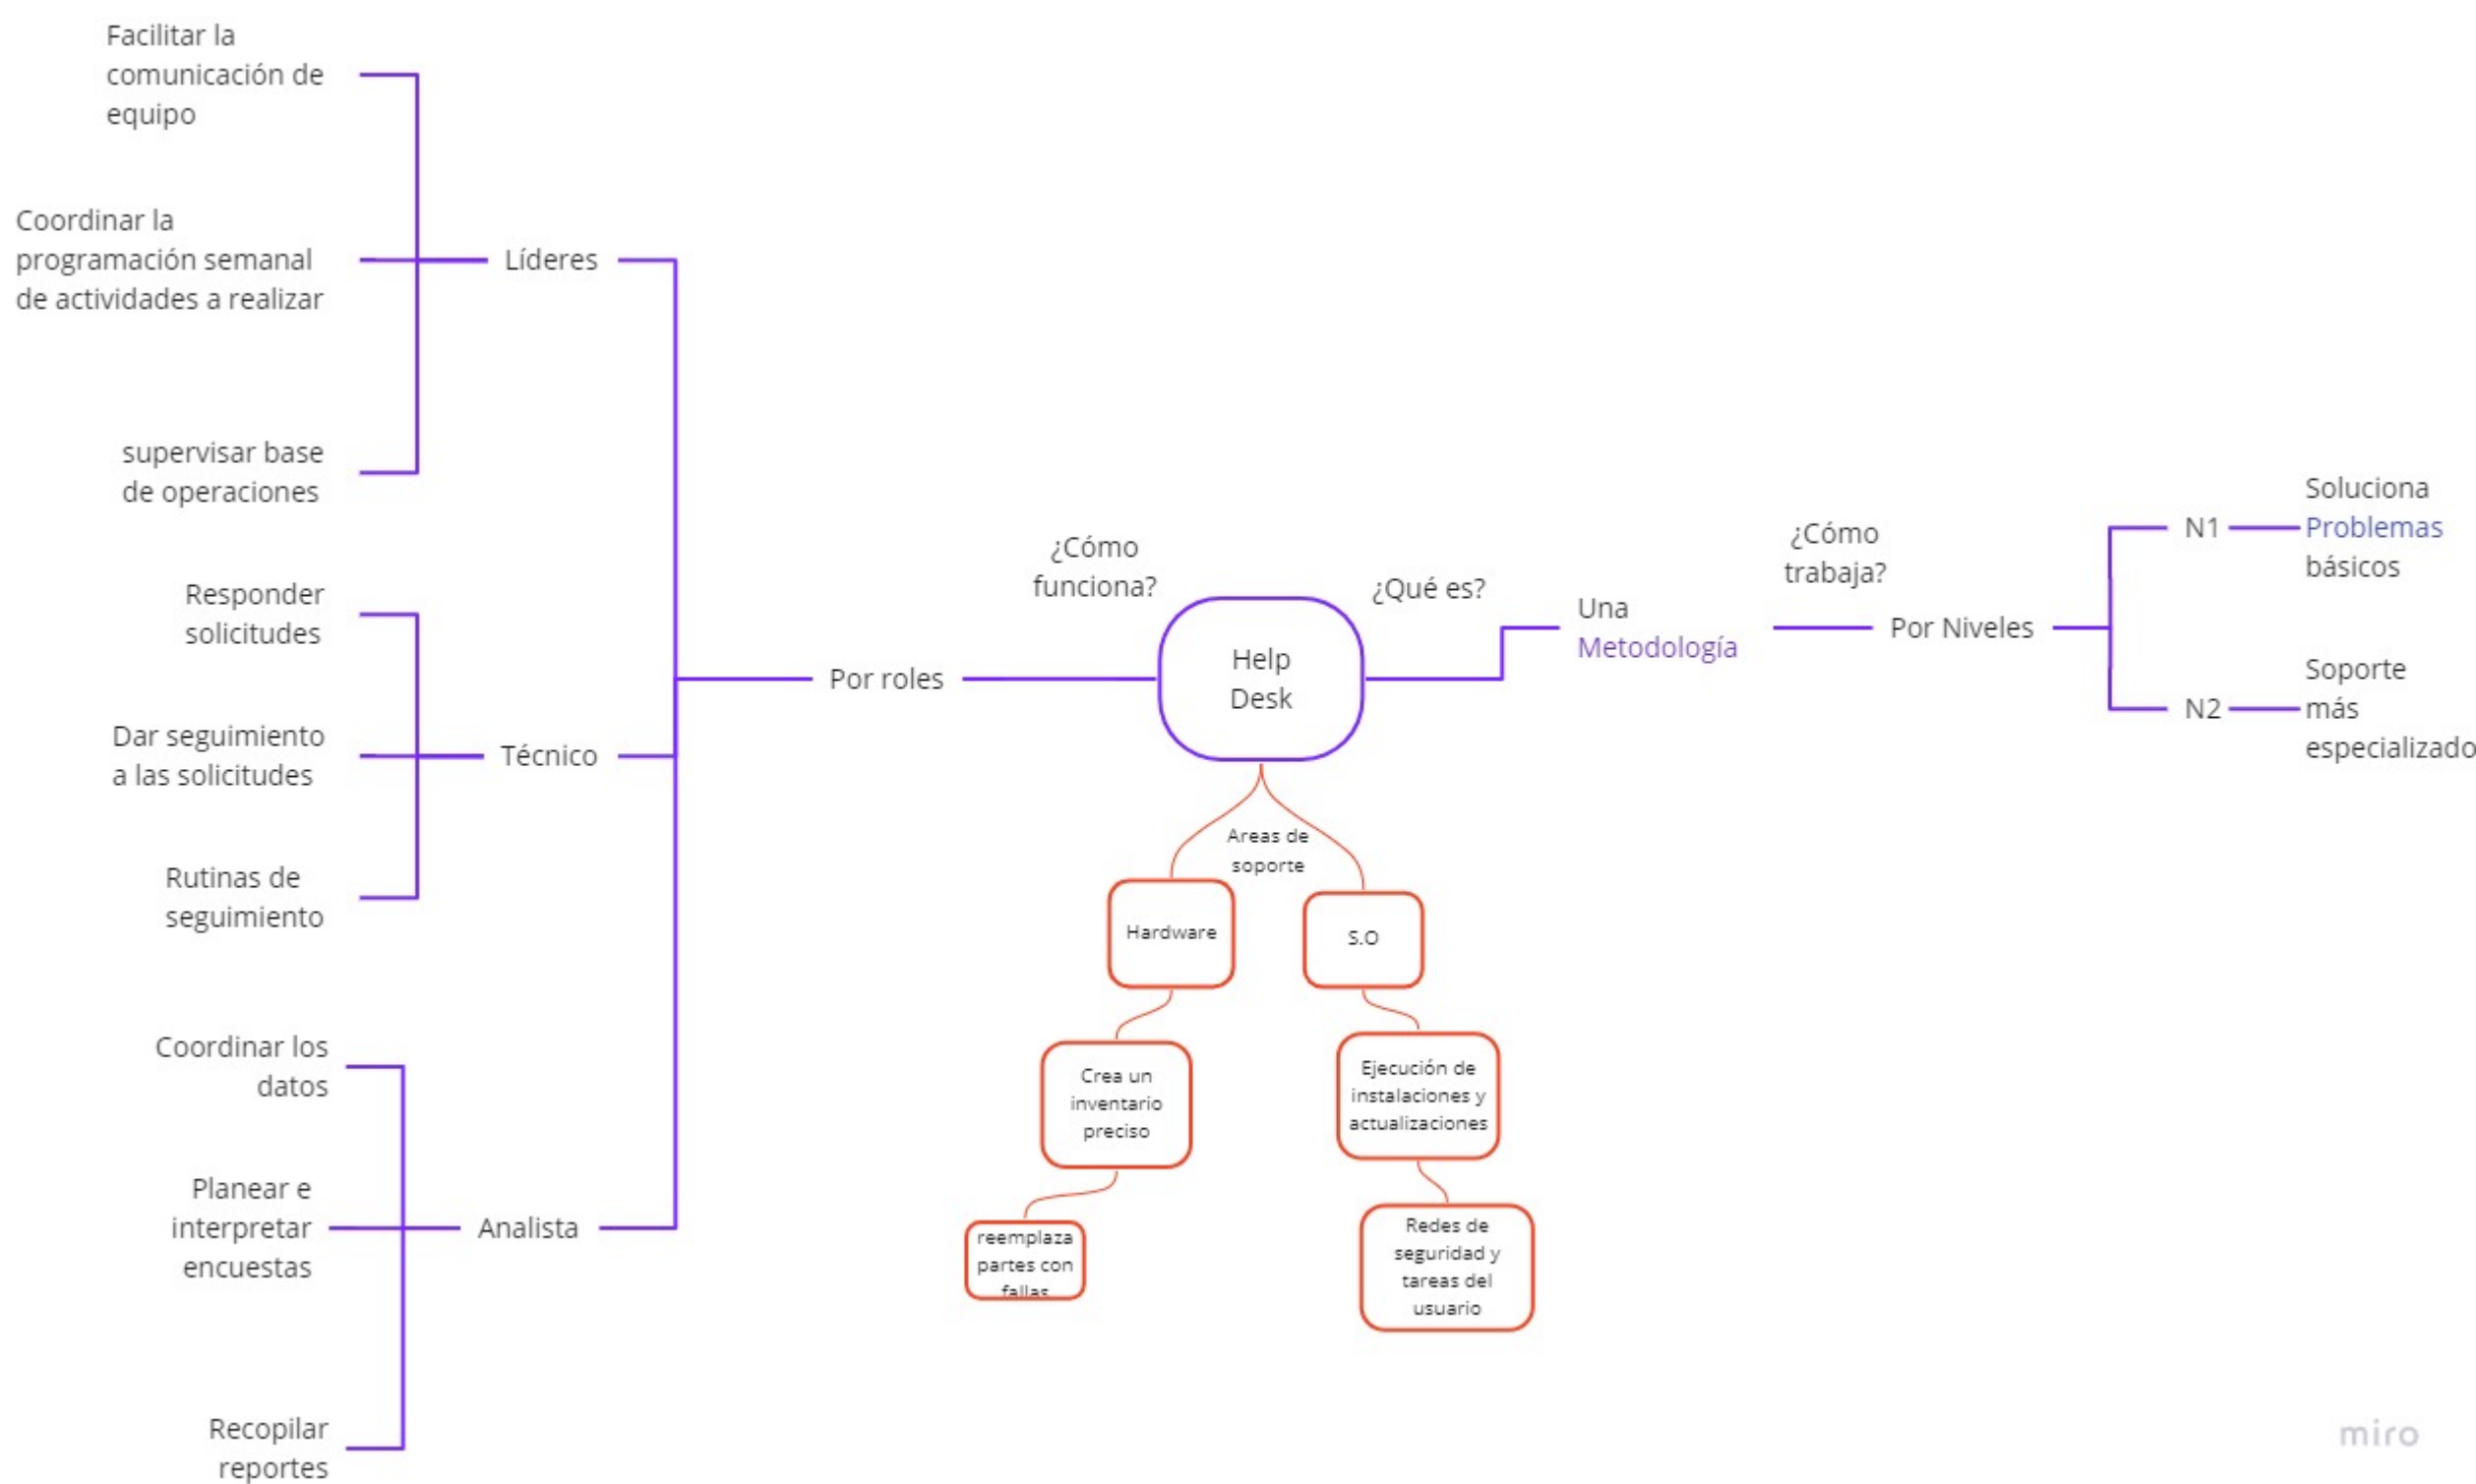 Facilitar la
comunicación de
equipo
Coordinar la
programación semanal
de actividades a realizar
supervisar base
de operaciones
Líderes
Responder
solicitudes
Dar seguimiento
a las solicitudes
Rutinas de
seguimiento
Técnico
Coordinar los
datos
Planear e
interpretar
encuestas
Recopilar
reportes
Analista
Por roles
¿Cómo
funciona?
Help
Desk
¿Qué es?
Una
Metodología
¿Cómo
trabaja?
Por Niveles
N1
Soluciona
Problemas
básicos
N2
Soporte
más
especializado
Areas de
soporte
Hardware
Crea un
inventario
preciso
reemplaza
partes con
fallas
S.O
Ejecución de
instalaciones y
actualizaciones
Redes de
seguridad y
tareas del
usuario
miro